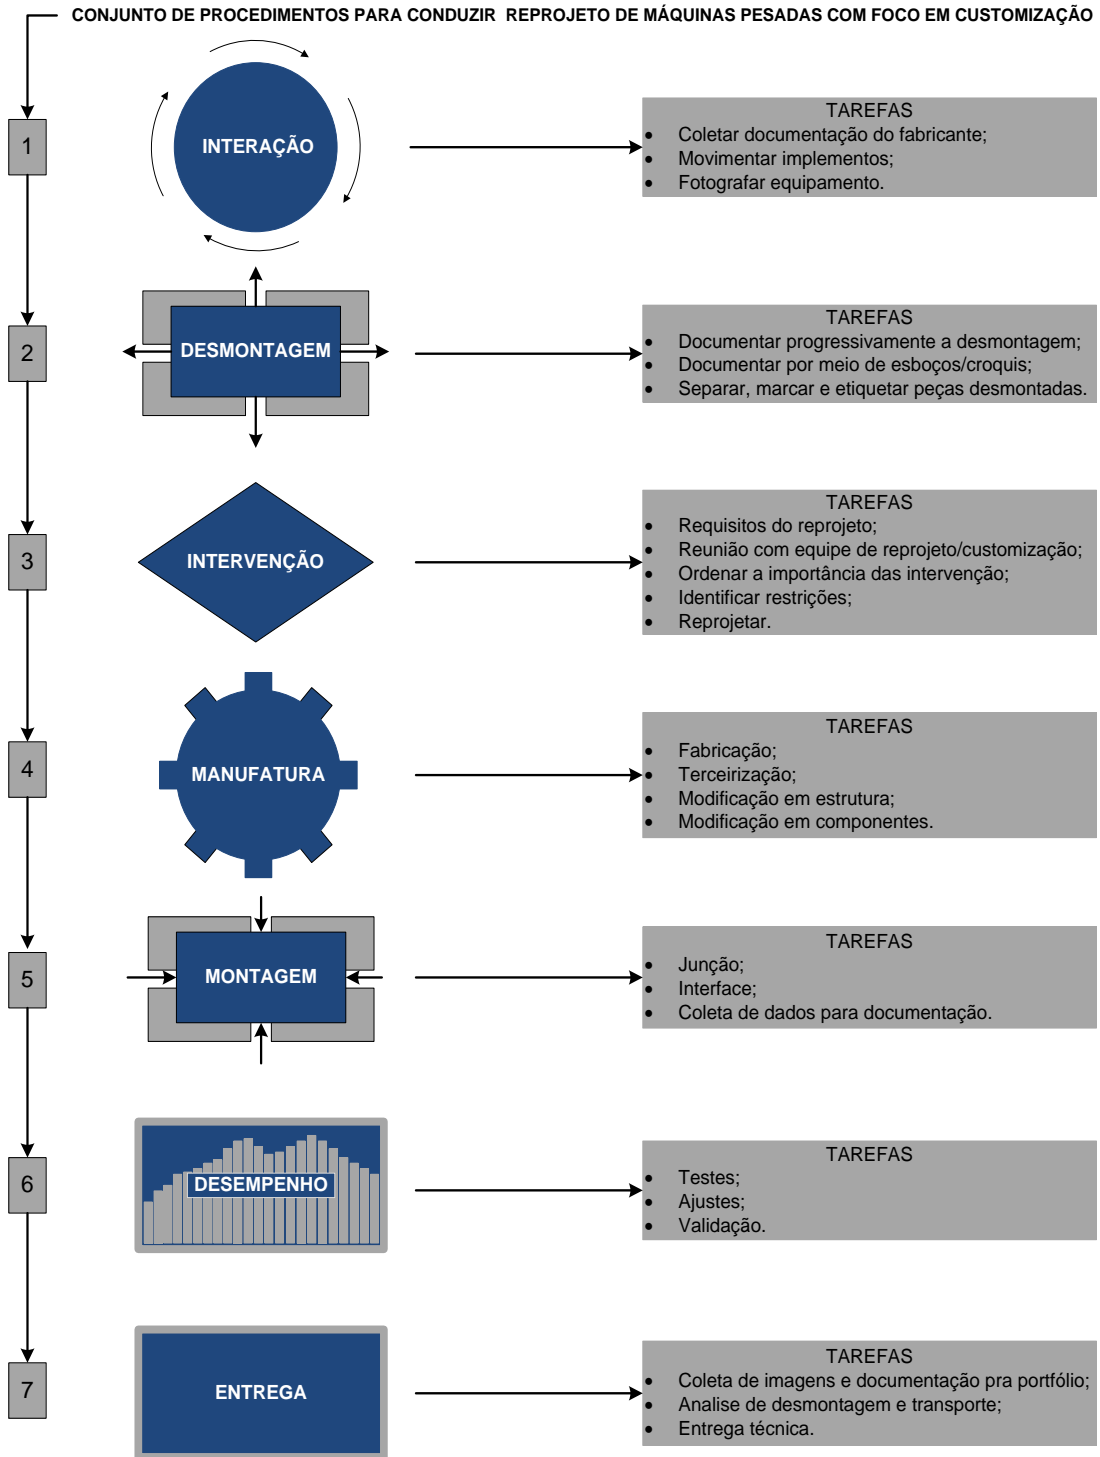 CONJUNTO DE PROCEDIMENTOS PARA CONDUZIR REPROJETO DE MÁQUINAS PESADAS COM FOCO EM CUSTOMIZAÇÃO
1
INTERAÇÃO
TAREFAS
• Coletar documentação do fabricante;
• Movimentar implementos;
• Fotografar equipamento.
2
DESMONTAGEM
TAREFAS
• Documentar progressivamente a desmontagem;
• Documentar por meio de esboços/croquis;
• Separar, marcar e etiquetar peças desmontadas.
3
INTERVENÇÃO
TAREFAS
• Requisitos do reprojeto;
• Reunião com equipe de reprojeto/customização;
• Ordenar a importância das intervenção;
• Identificar restrições;
• Reprojetar.
4
MANUFATURA
TAREFAS
• Fabricação;
• Terceirização;
• Modificação em estrutura;
• Modificação em componentes.
5
MONTAGEM
TAREFAS
• Junção;
• Interface;
• Coleta de dados para documentação.
6
DESEMPENHO
TAREFAS
• Testes;
• Ajustes;
• Validação.
7
ENTREGA
TAREFAS
• Coleta de imagens e documentação pra portfólio;
• Analise de desmontagem e transporte;
• Entrega técnica.